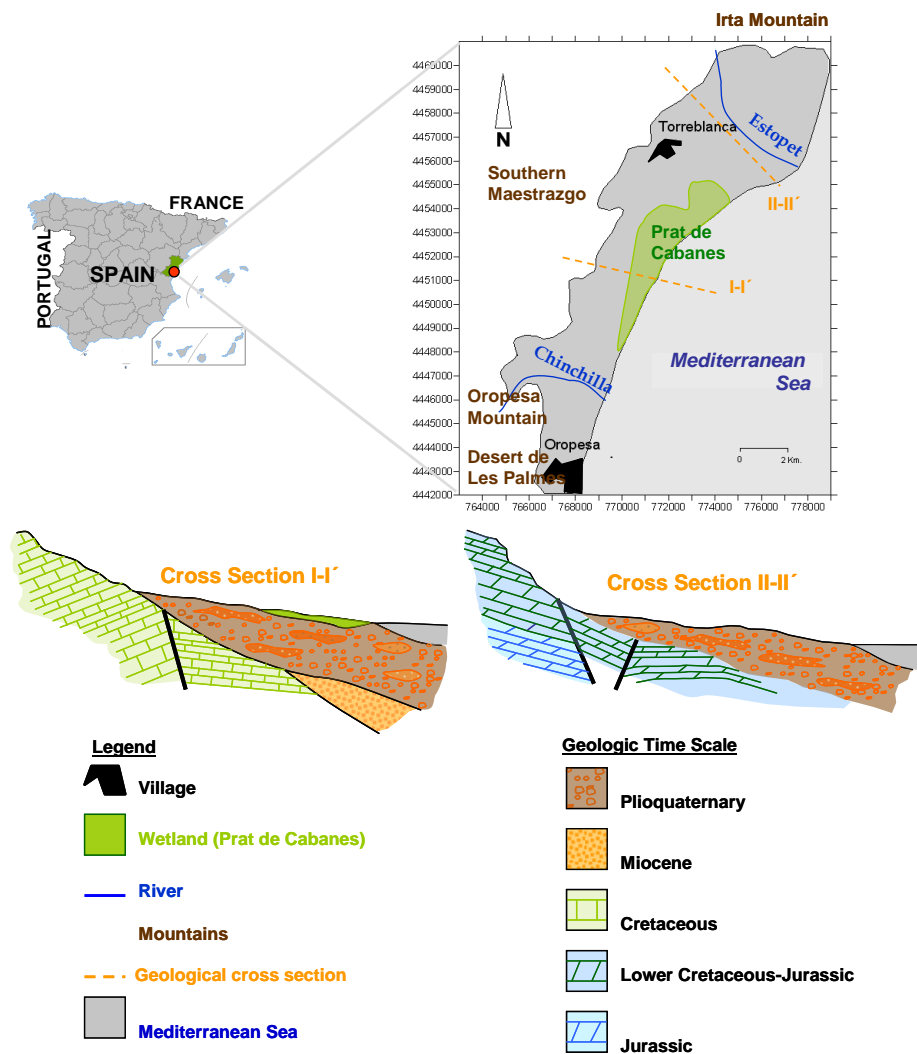 Irta Mountain
4460000
4459000
4458000
4457000
4456000
4455000
4454000
4453000
4452000
4451000
4450000
4449000
4448000
4447000
4446000
4445000
4444000
4443000
4442000
764000 766000 768000 770000 772000 774000 776000 778000
N
Torreblanca
Estopet
Southern
Maestrazgo
II-II´
Prat de
Cabanes
I-I´
Mediterranean
Sea
Chinchilla
Oropesa
Mountain
Oropesa
Desert de
Les Palmes
0 2 Km.
FRANCE
PORTUGAL
SPAIN
Cross Section I-I´
Cross Section II-II´
Legend
Village
Wetland (Prat de Cabanes)
River
Mountains
Geological cross section
Mediterranean Sea
Geologic Time Scale
Plioquaternary
Miocene
Cretaceous
Lower Cretaceous-Jurassic
Jurassic